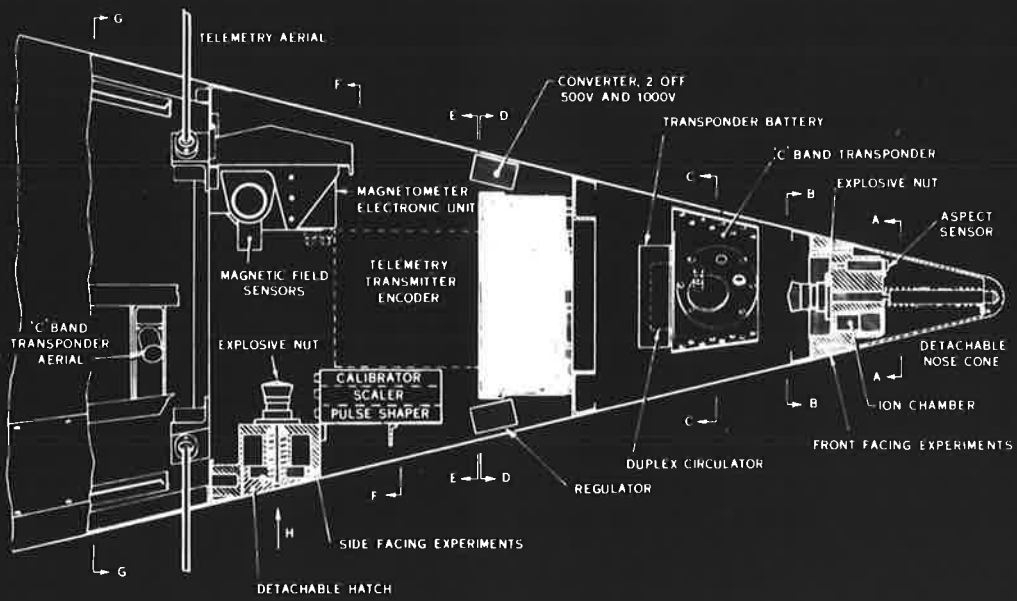 G
TELEMETRY AERIAL
F
CONVERTER, 2 OFF
500V AND 1000V
E D
TRANSPONDER BATTERY
'C' BAND TRANSPONDER
C
EXPLOSIVE NUT
B
A
ASPECT
SENSOR
MAGNETOMETER
ELECTRONIC UNIT
MAGNETIC FIELD
SENSORS
TELEMETRY
TRANSMITTER
ENCODER
'C' BAND
TRANSPONDER
AERIAL
EXPLOSIVE NUT
CALIBRATOR
SCALER
PULSE SHAPER
DETACHABLE
NOSE CONE
A
B
ION CHAMBER
C
FRONT FACING EXPERIMENTS
DUPLEX CIRCULATOR
E D
REGULATOR
F
H
SIDE FACING EXPERIMENTS
G
DETACHABLE HATCH